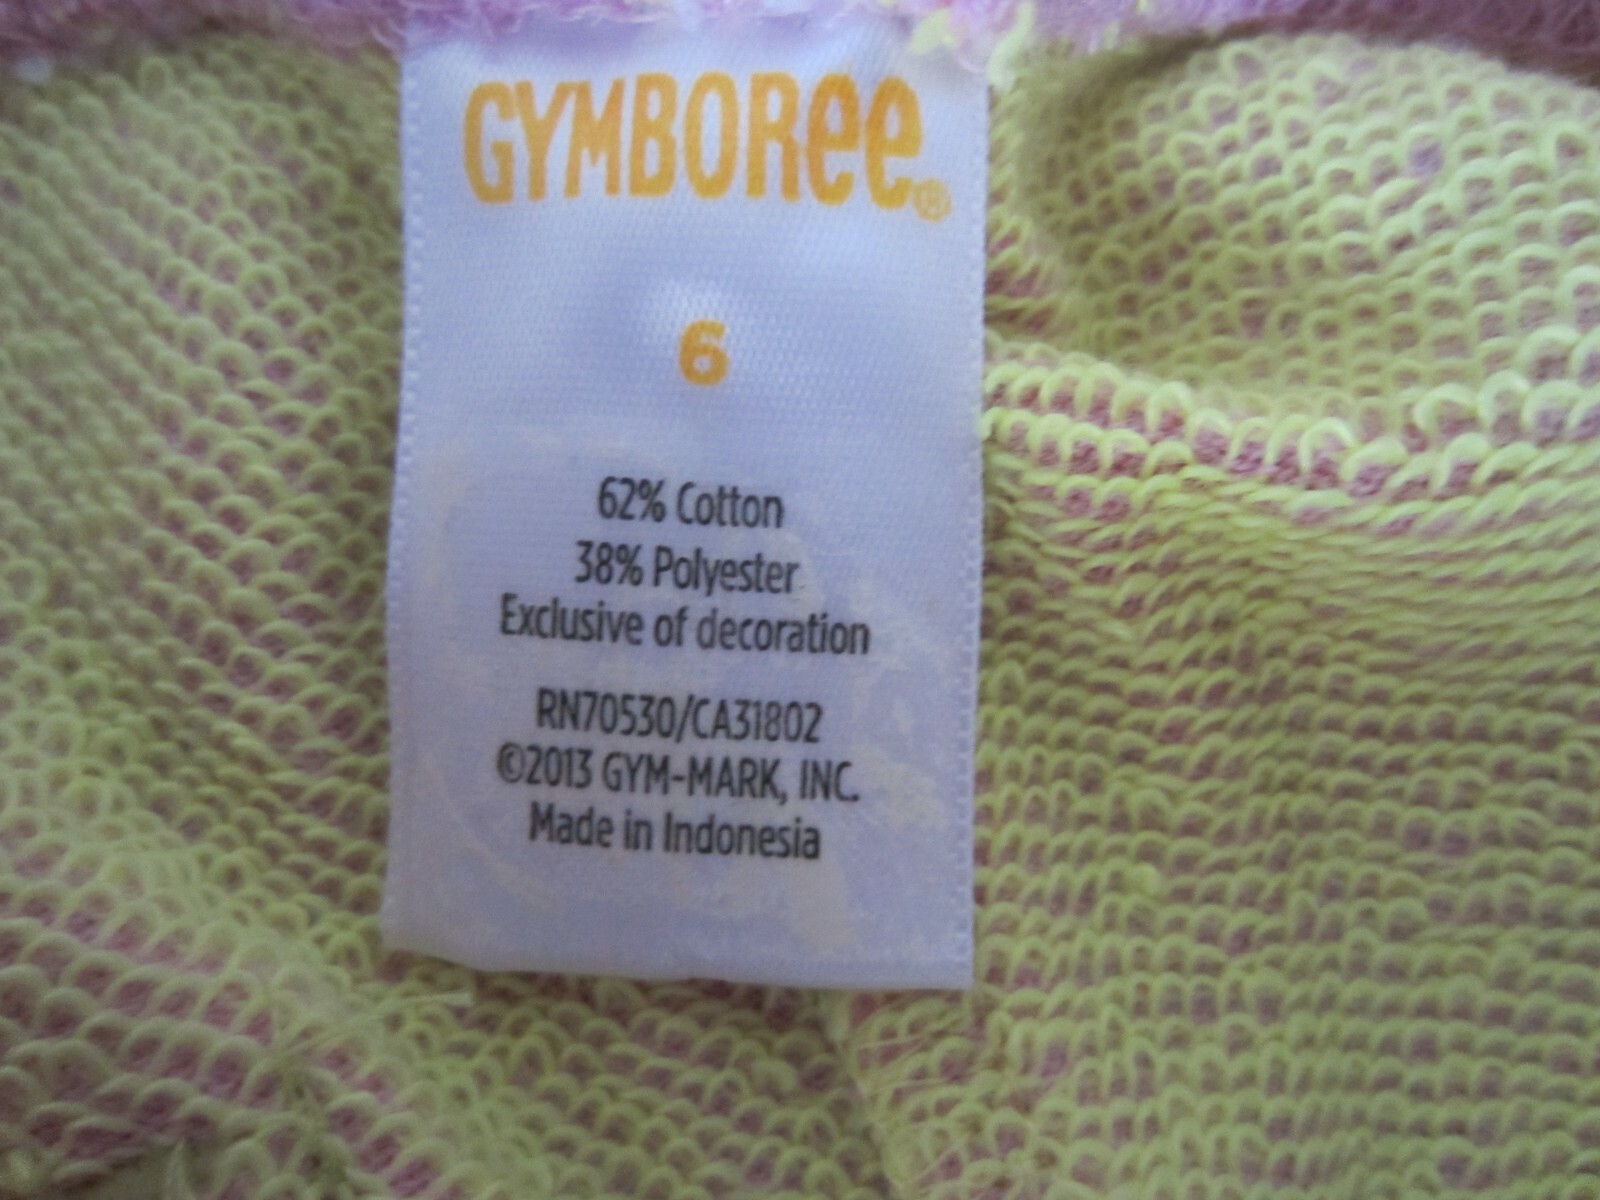 GYMBOREE®
6
62% Cotton
38% Polyester
Exclusive of decoration
RN70530/CA31802
©2013 GYM-MARK, INC.
Made in Indonesia